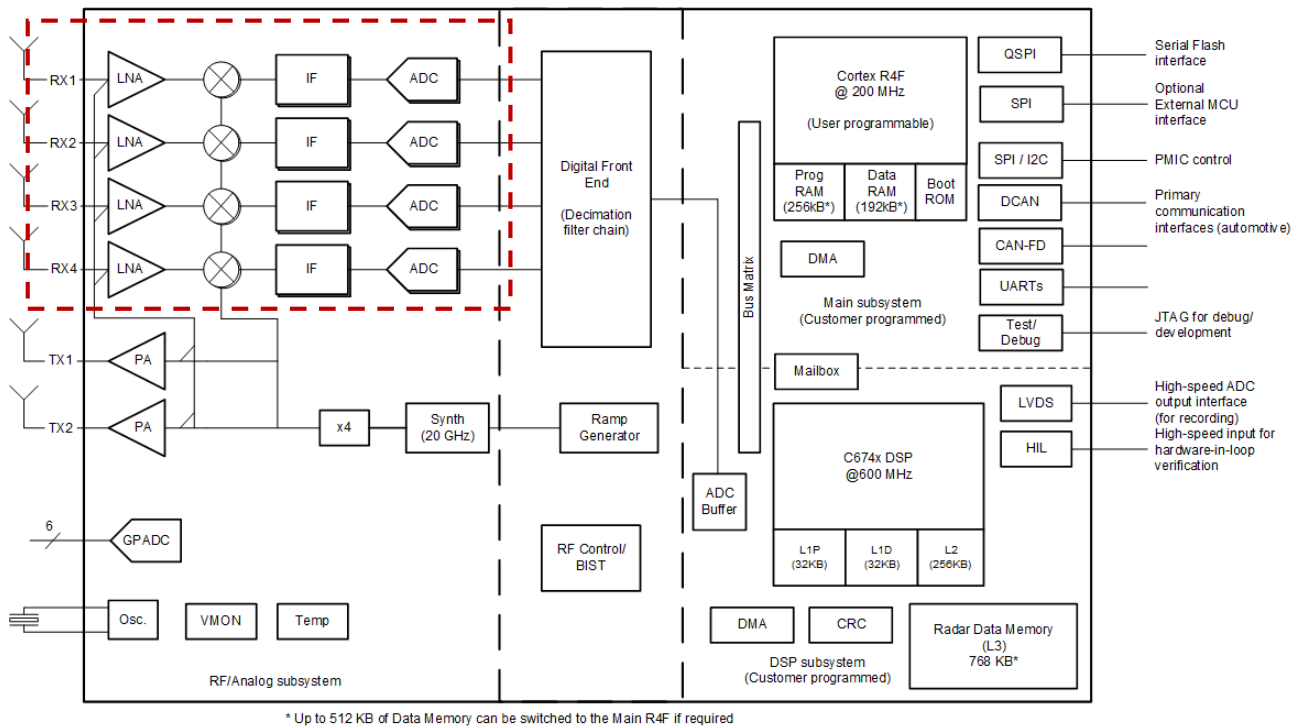 RX1
LNA
IF
ADC
RX2
LNA
IF
ADC
RX3
LNA
IF
ADC
RX4
LNA
IF
ADC
TX1
PA
TX2
PA
x4
Synth
(20 GHz)
6
GPADC
Osc.
VMON
Temp
RF/Analog subsystem
Digital Front
End
(Decimation
filter chain)
Ramp
Generator
RF Control/
BIST
ADC
Buffer
Bus Matrix
Cortex R4F
@ 200 MHz
(User programmable)
Prog
RAM
(256kB*)
Data
RAM
(192kB*)
Boot
ROM
DMA
Main subsystem
(Customer programmed)
Mailbox
QSPI
Serial Flash
interface
SPI
Optional
External MCU
interface
SPI / I2C
PMIC control
DCAN
Primary
communication
interfaces (automotive)
CAN-FD
UARTs
Test/
Debug
JTAG for debug/
development
LVDS
High-speed ADC
output interface
(for recording)
HIL
High-speed input for
hardware-in-loop
verification
C674x DSP
@600 MHz
L1P
(32KB)
L1D
(32KB)
L2
(256KB)
DMA
CRC
DSP subsystem
(Customer programmed)
Radar Data Memory
(L3)
768 KB*
* Up to 512 KB of Data Memory can be switched to the Main R4F if required